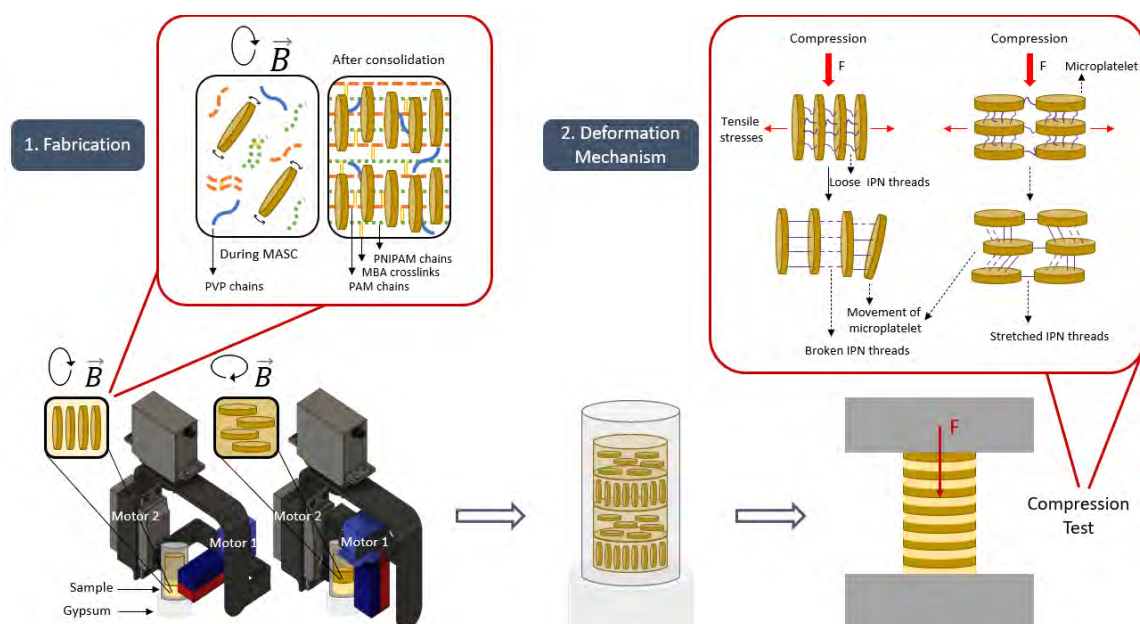 1. Fabrication
B
After consolidation
During MASC
PVP chains
PNIPAM chains
MBA crosslinks
PAM chains
2. Deformation
Mechanism
Compression
F
Compression
F
Microplatelet
Tensile
stresses
Loose IPN threads
Movement of
microplatelet
Broken IPN threads
Stretched IPN threads
B
B
Motor 2
Motor 1
Motor 2
Motor 1
Sample
Gypsum
F
Compression
Test